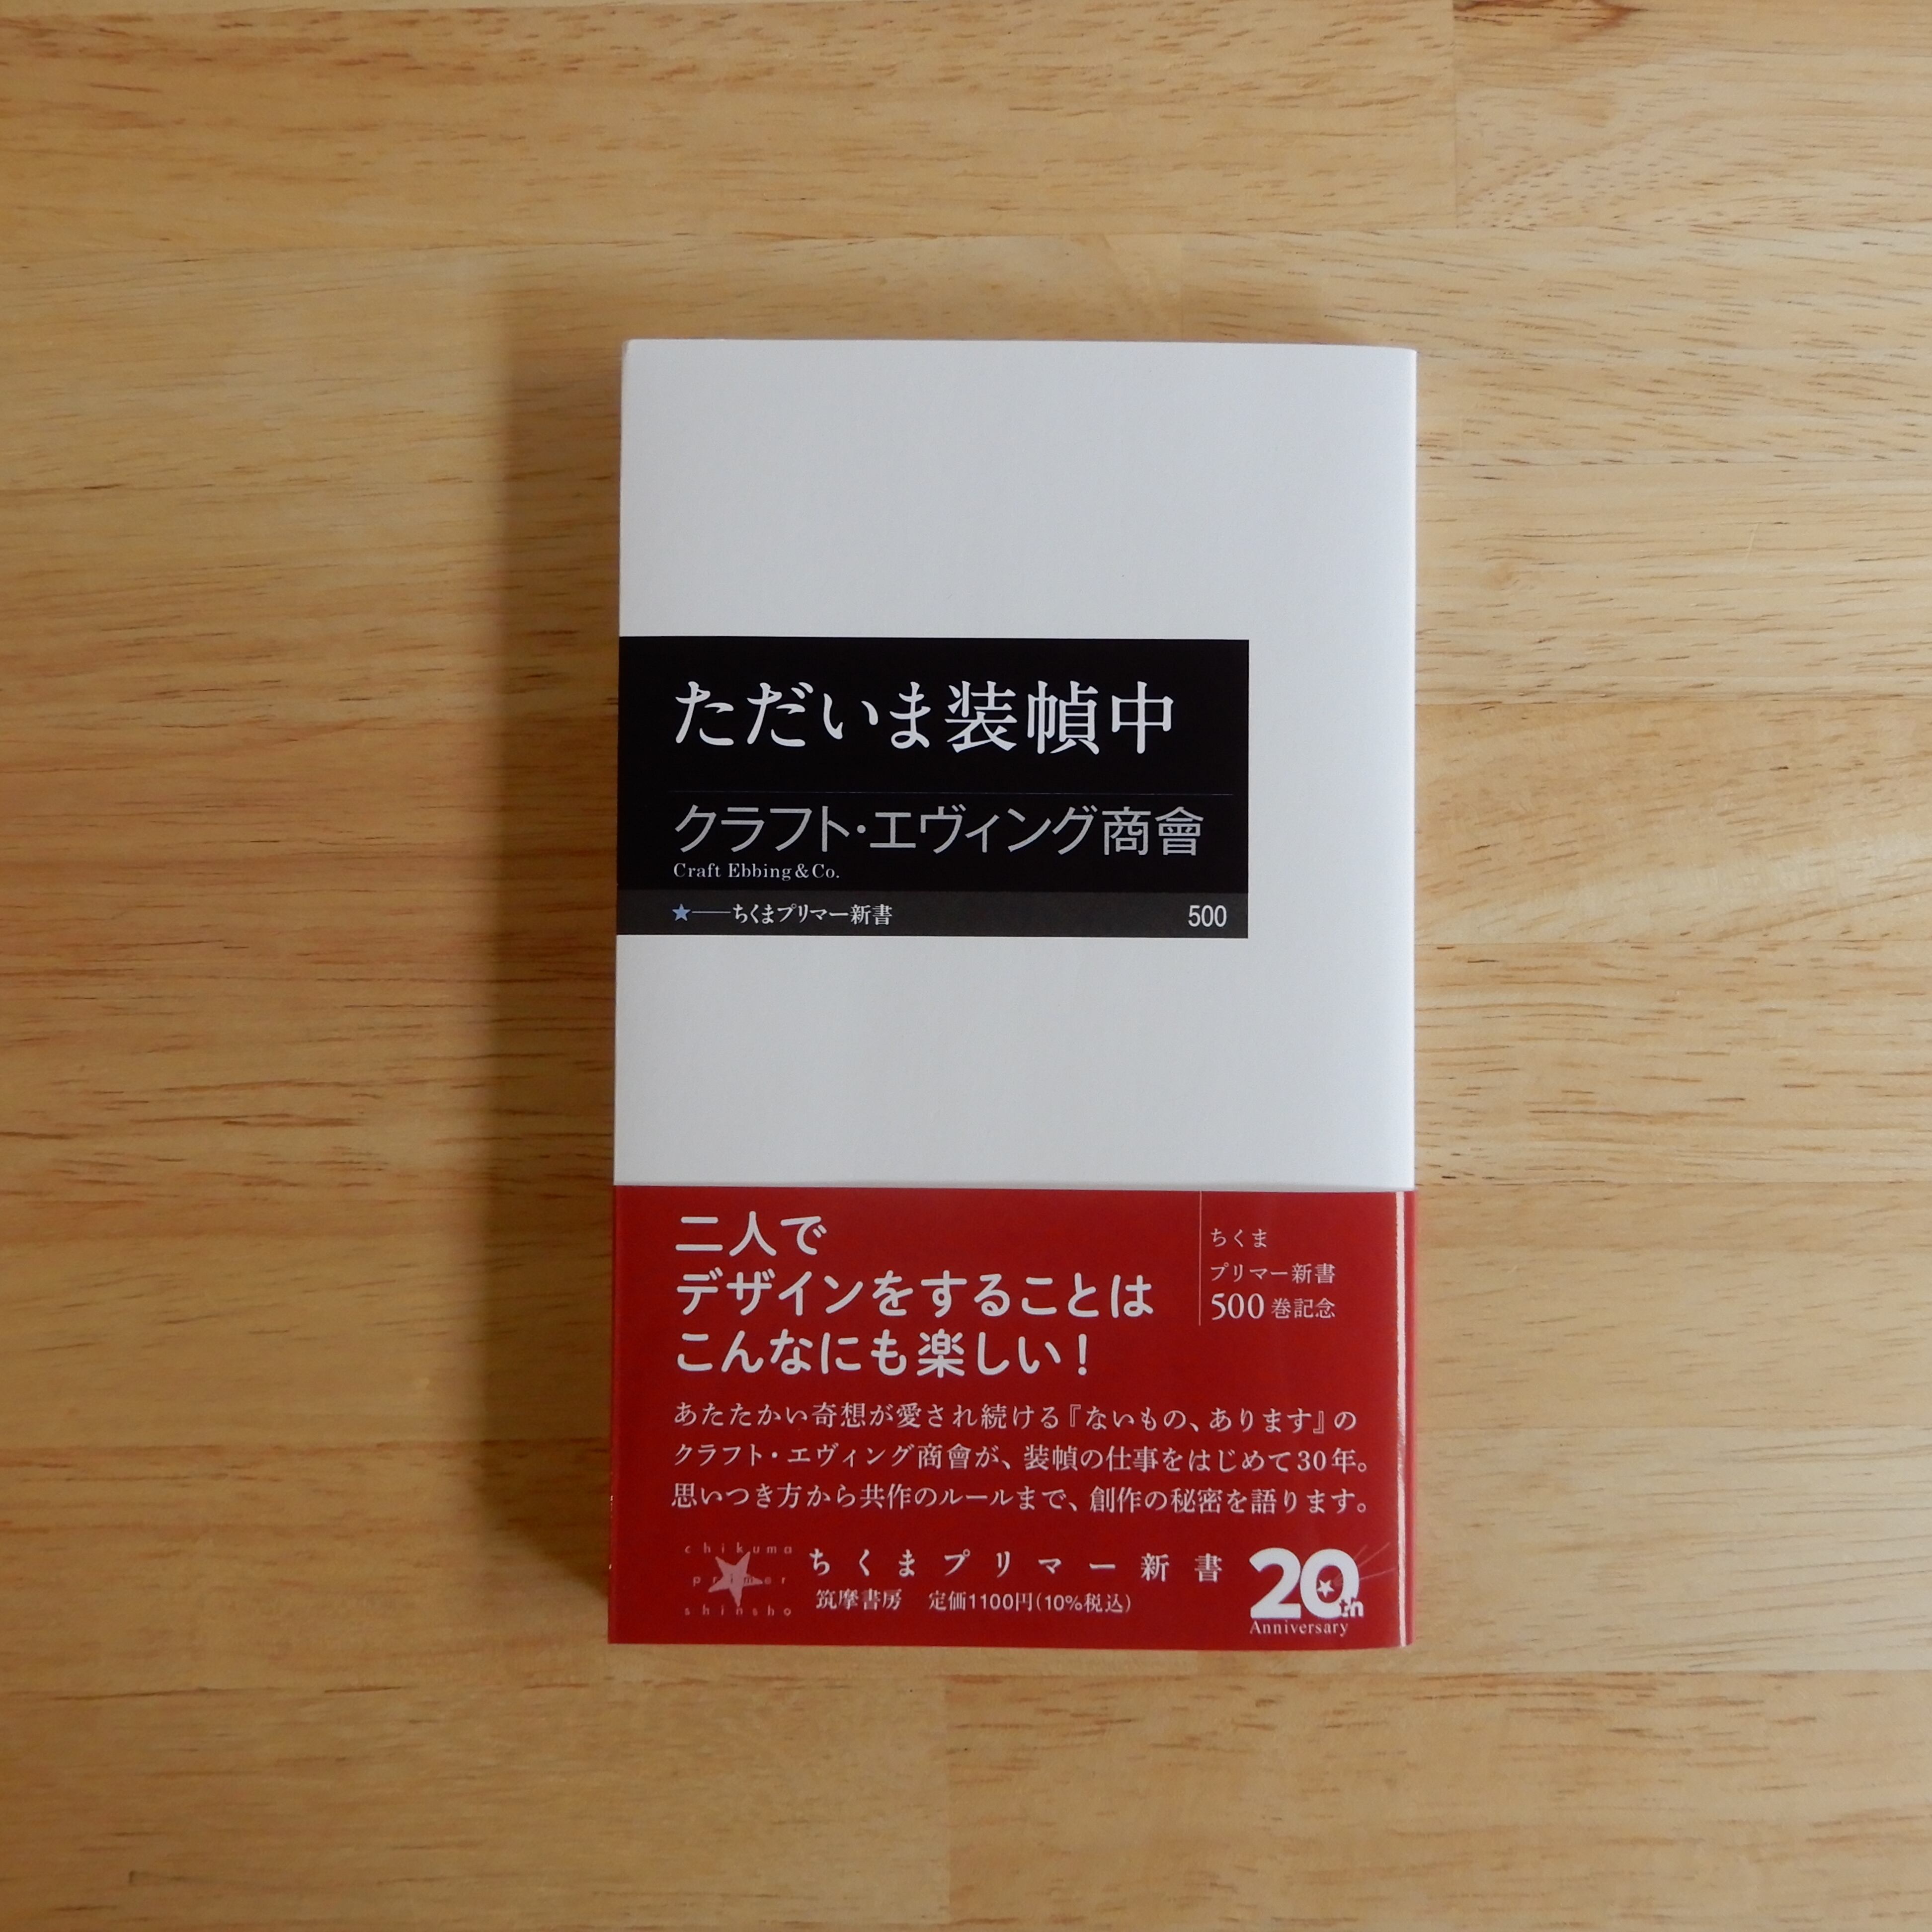 ただいま装幀中
クラフト・エヴィング商會
Craft Ebbing & Co.
★——ちくまプリマー新書 500
二人で
デザインをすることは
こんなにも楽しい!
ちくま
プリマー新書
500巻記念
あたたかい奇想が愛され続ける『ないもの、あります』の
クラフト・エヴィング商會が、装幀の仕事をはじめて30年。
思いつき方から共作のルールまで、創作の秘密を語ります。
chikuma
primer
shinsho
ちくまプリマー新書
筑摩書房 定価1100円(10%税込)
20th
Anniversary